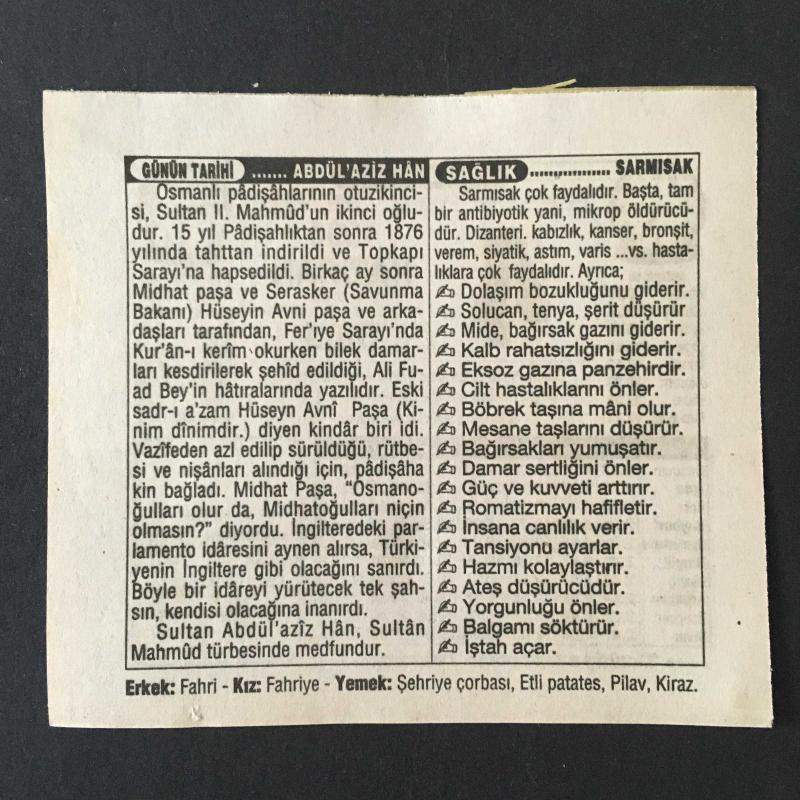 GÜNÜN TARİHİ ....... ABDÜL'AZİZ HÂN
Osmanlı pâdişâhlarının otuzikinci-
si, Sultan II. Mahmûd'un ikinci oğlu-
dur. 15 yıl Pâdişahlıktan sonra 1876
yılında tahttan indirildi ve Topkapı
Sarayı'na hapsedildi. Birkaç ay sonra
Midhat paşa ve Serasker (Savunma
Bakanı) Hüseyin Avni paşa ve arka-
daşları tarafından, Fer'ıye Sarayı'nda
Kur'ân-ı kerîm okurken bilek damar-
ları kesdirilerek şehîd edildiği, Ali Fu-
ad Bey'in hâtıralarında yazılıdır. Eski
sadr-ı a'zam Hüseyn Avnî Paşa (Ki-
nim dînimdir.) diyen kindâr biri idi.
Vazîfeden azl edilip sürüldüğü, rütbe-
si ve nişânları alındığı için, pâdişâha
kin bağladı. Midhat Paşa, "Osmano-
ğulları olur da, Midhatoğulları niçin
olmasın?" diyordu. İngilteredeki par-
lamento idâresini aynen alırsa, Türki-
yenin İngiltere gibi olacağını sanırdı.
Böyle bir idâreyi yürütecek tek şah-
sın, kendisi olacağına inanırdı.
Sultan Abdül'azîz Hân, Sultân
Mahmûd türbesinde medfundur.
SAĞLIK ................. SARMISAK
Sarmısak çok faydalıdır. Başta, tam
bir antibiyotik yani, mikrop öldürücü-
dür. Dizanteri. kabızlık, kanser, bronşit,
verem, siyatik, astım, varis ...vs. hasta-
lıklara çok faydalıdır. Ayrıca;
✍ Dolaşım bozukluğunu giderir.
✍ Solucan, tenya, şerit düşürür
✍ Mide, bağırsak gazını giderir.
✍ Kalb rahatsızlığını giderir.
✍ Eksoz gazına panzehirdir.
✍ Cilt hastalıklarını önler.
✍ Böbrek taşına mâni olur.
✍ Mesane taşlarını düşürür.
✍ Bağırsakları yumuşatır.
✍ Damar sertliğini önler.
✍ Güç ve kuvveti arttırır.
✍ Romatizmayı hafifletir.
✍ İnsana canlılık verir.
✍ Tansiyonu ayarlar.
✍ Hazmı kolaylaştırır.
✍ Ateş düşürücüdür.
✍ Yorgunluğu önler.
✍ Balgamı söktürür.
✍ İştah açar.
Erkek: Fahri - Kız: Fahriye - Yemek: Şehriye çorbası, Etli patates, Pilav, Kiraz.